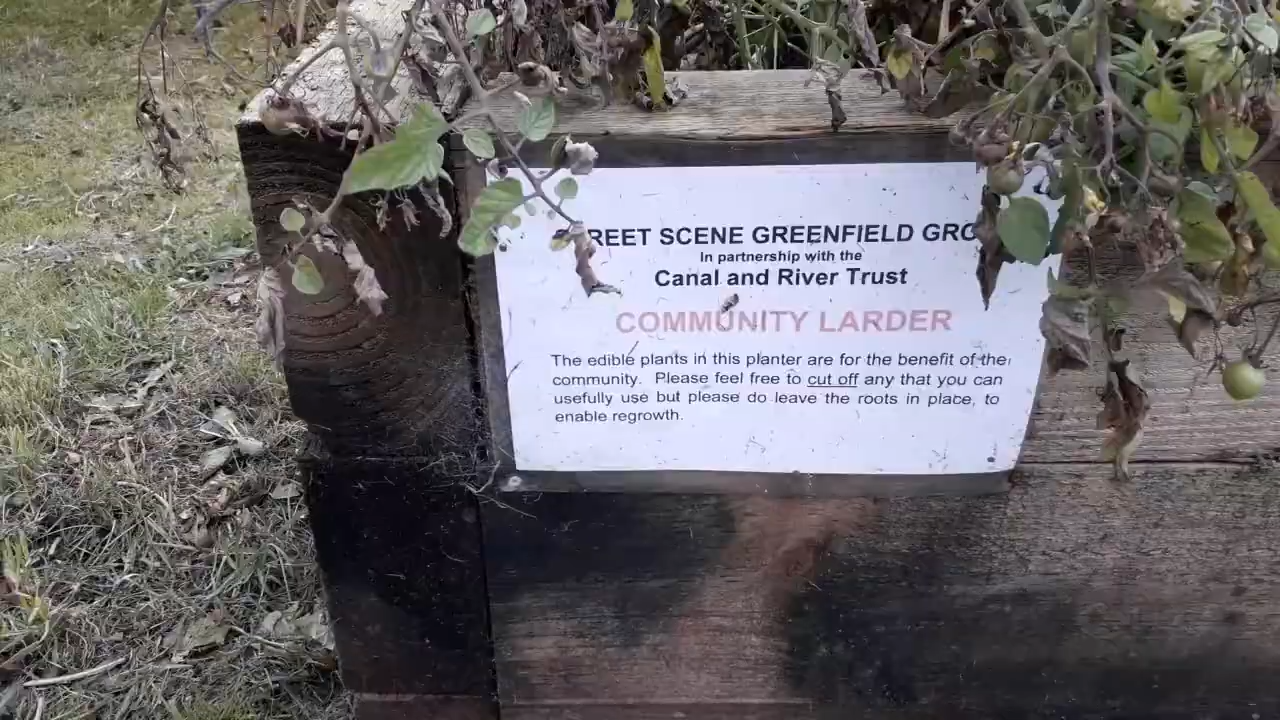 REET SCENE GREENFIELD GRO
In partnership with the
Canal and River Trust
COMMUNITY LARDER
The edible plants in this planter are for the benefit of the
community. Please feel free to cut off any that you can
usefully use but please do leave the roots in place, to
enable regrowth.